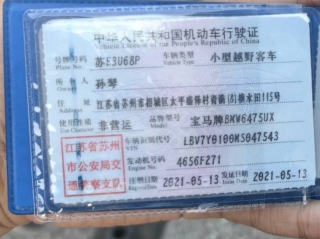 中华人民共和国机动车行驶证
Vehicle License of the People's Republic of China
号牌号码 苏E3U68P 车辆类型 小型越野客车
Plate No. Vehicle Type
所有人 孙琴
Owner
住址 江苏省苏州市相城区太平
Address
使用性质 非营运 品牌型号 宝马牌BMW6475UX
Use Character Model
江苏省苏州 车辆识别代号 LBV7Y0100KS047543
VIN
市公安局交 发动机号码 4656F271
Engine No.
通警察支队 注册日期 2021-05-13 发证日期 2021-05-13
Register Date Issue Date